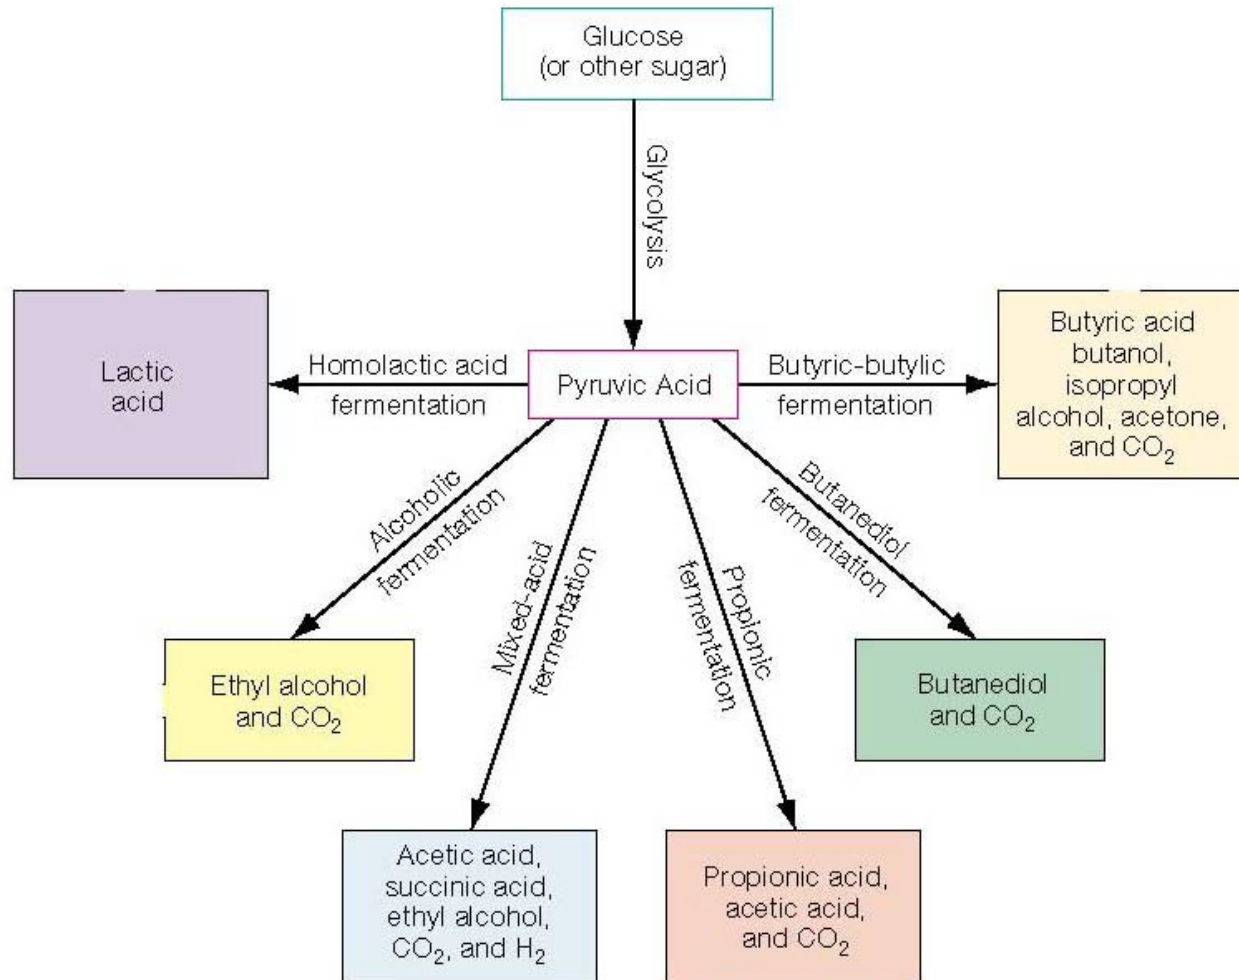 Glucose
(or other sugar)
Glycolysis
Lactic
acid
Homolactic acid
fermentation
Pyruvic Acid
Butyric-butylic
fermentation
Butyric acid
butanol,
isopropyl
alcohol, acetone,
and CO₂
Alcoholic
fermentation
Mixed-acid
fermentation
Propionic
fermentation
Butanediol
fermentation
Ethyl alcohol
and CO₂
Butanediol
and CO₂
Acetic acid,
succinic acid,
ethyl alcohol,
CO₂, and H₂
Propionic acid,
acetic acid,
and CO₂